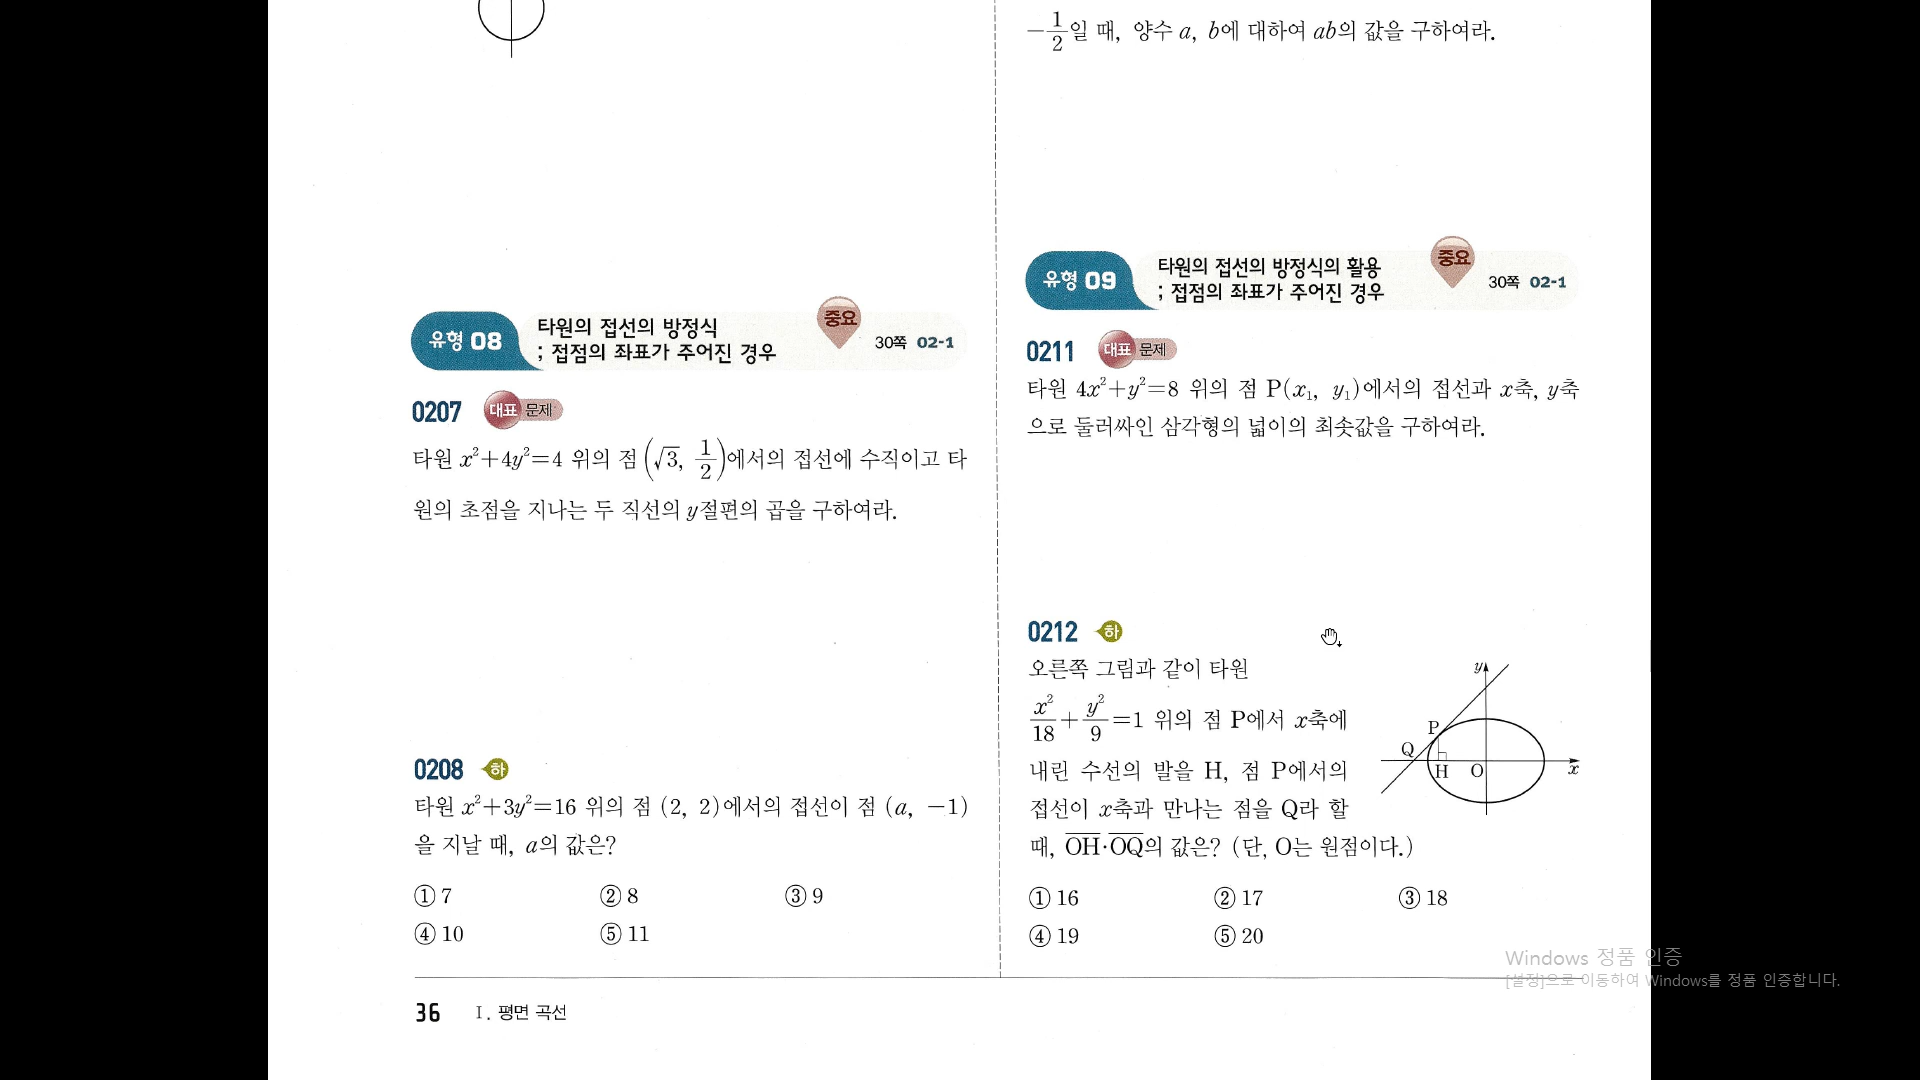 유형 08
타원의 접선의 방정식
; 접점의 좌표가 주어진 경우
중요
30쪽 02-1
0207 대표 문제
타원 x²+4y²=4 위의 점 (√3, 1/2)에서의 접선에 수직이고 타
원의 초점을 지나는 두 직선의 y절편의 곱을 구하여라.
0208 하
타원 x²+3y²=16 위의 점 (2, 2)에서의 접선이 점 (a, −1)
을 지날 때, a의 값은?
① 7 ② 8 ③ 9
④ 10 ⑤ 11
36 Ⅰ. 평면 곡선
−1/2일 때, 양수 a, b에 대하여 ab의 값을 구하여라.
유형 09
타원의 접선의 방정식의 활용
; 접점의 좌표가 주어진 경우
중요
30쪽 02-1
0211 대표 문제
타원 4x²+y²=8 위의 점 P(x₁, y₁)에서의 접선과 x축, y축
으로 둘러싸인 삼각형의 넓이의 최솟값을 구하여라.
0212 하
오른쪽 그림과 같이 타원
x²/18+y²/9=1 위의 점 P에서 x축에
내린 수선의 발을 H, 점 P에서의
접선이 x축과 만나는 점을 Q라 할
때, O̅H̅·O̅Q̅의 값은? (단, O는 원점이다.)
y
P
Q
H O x
① 16 ② 17 ③ 18
④ 19 ⑤ 20
Windows 정품 인증
[설정]으로 이동하여 Windows를 정품 인증합니다.